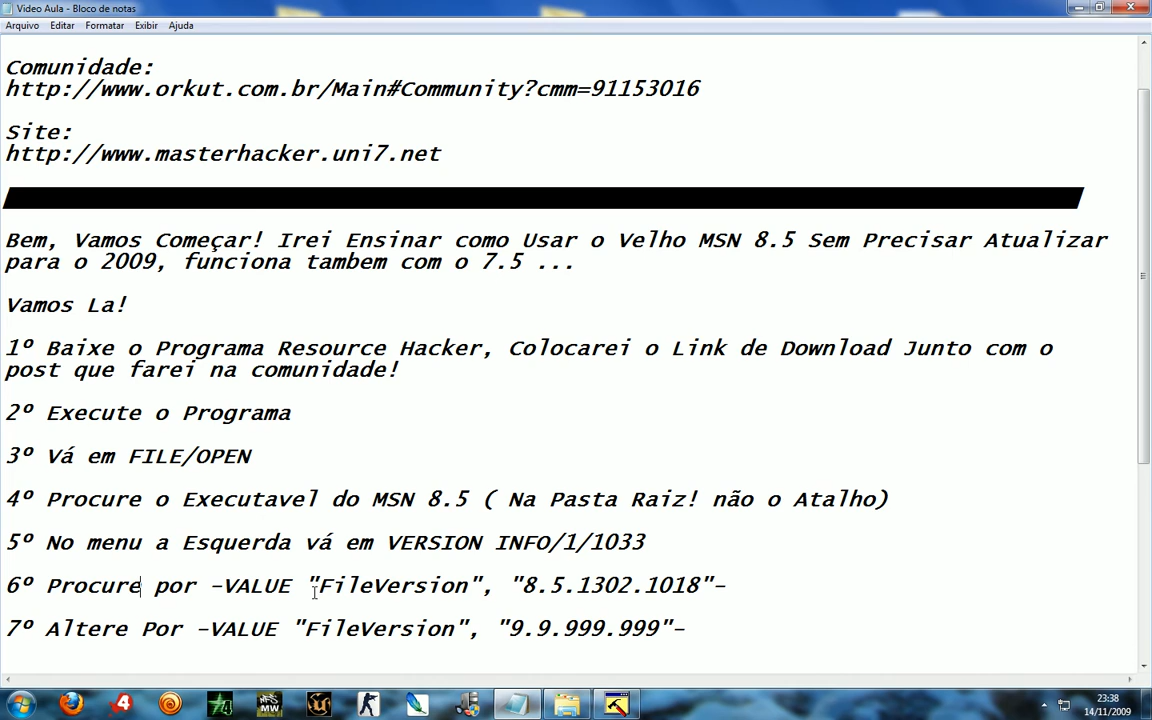 Video Aula - Bloco de notas
Arquivo Editar Formatar Exibir Ajuda
Comunidade:
http://www.orkut.com.br/Main#Community?cmm=91153016
Site:
http://www.masterhacker.uni7.net
Bem, Vamos Começar! Irei Ensinar como Usar o Velho MSN 8.5 Sem Precisar Atualizar
para o 2009, funciona tambem com o 7.5 ...
Vamos La!
1º Baixe o Programa Resource Hacker, Colocarei o Link de Download Junto com o
post que farei na comunidade!
2º Execute o Programa
3º Vá em FILE/OPEN
4º Procure o Executavel do MSN 8.5 ( Na Pasta Raiz! não o Atalho)
5º No menu a Esquerda vá em VERSION INFO/1/1033
6º Procure por -VALUE "FileVersion", "8.5.1302.1018"-
7º Altere Por -VALUE "FileVersion", "9.9.999.999"-
NFS
MW
23:38
14/11/2009